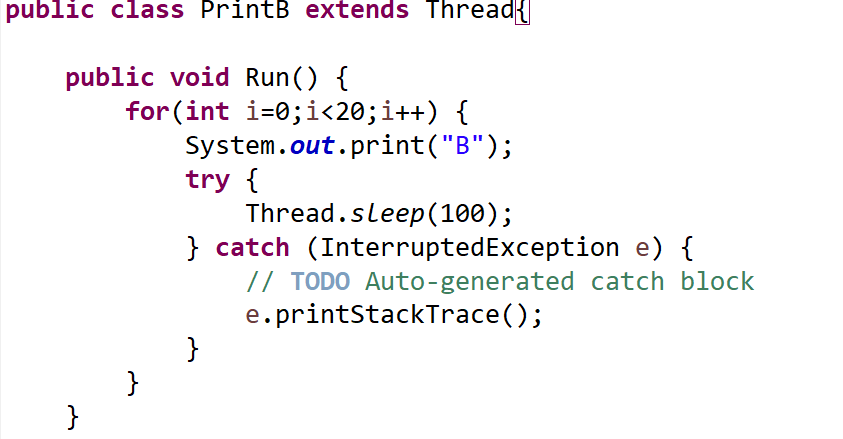 public class PrintB extends Thread{
public void Run() {
for(int i=0;i<20;i++) {
System.out.print("B");
try {
Thread.sleep(100);
} catch (InterruptedException e) {
// TODO Auto-generated catch block
e.printStackTrace();
}
}
}